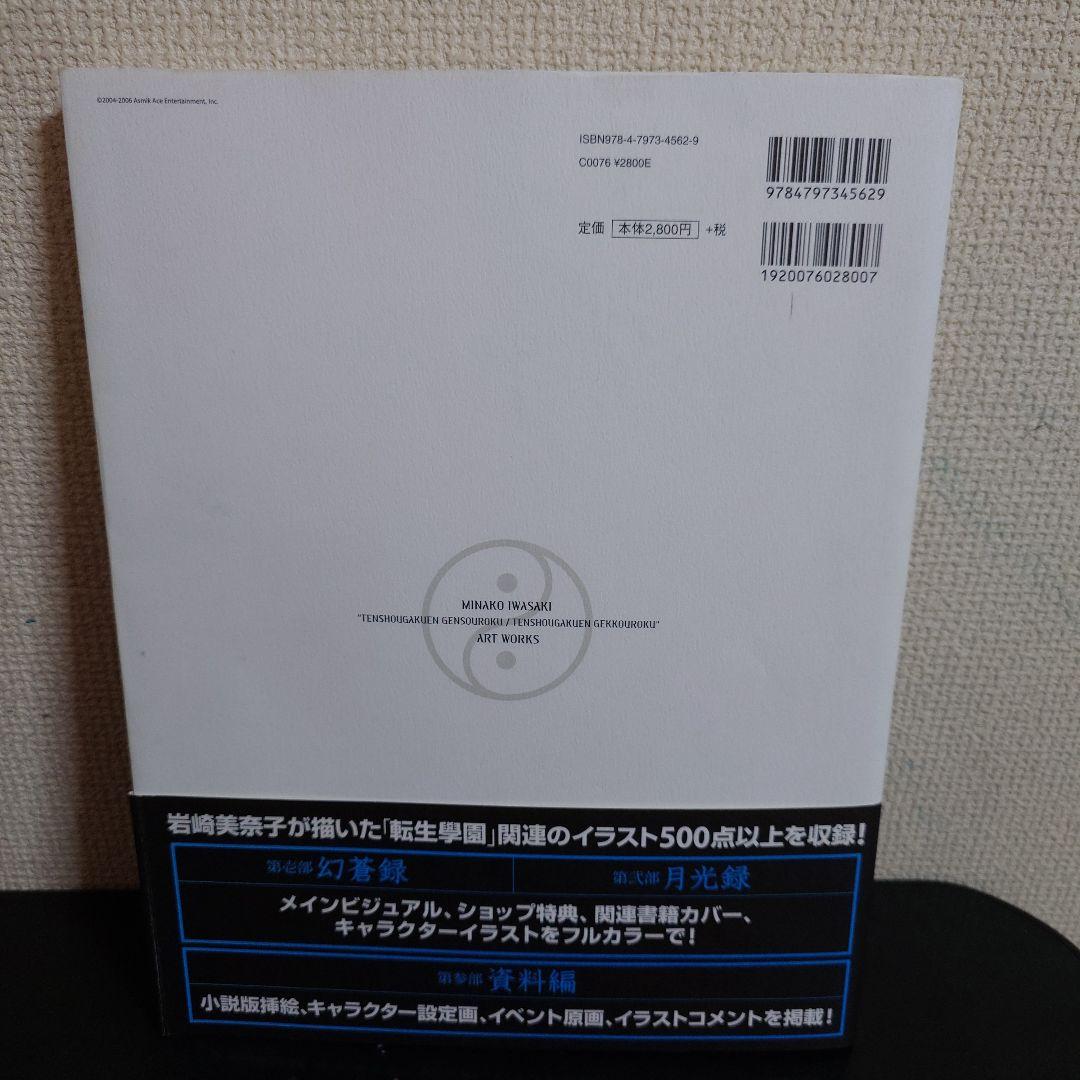 ©2004-2006 Asmik Ace Entertainment, Inc.
ISBN978-4-7973-4562-9
C0076 ¥2800E
9784797345629
定価 本体2,800円 +税
1920076028007
MINAKO IWASAKI
"TENSHOUGAKUEN GENSOUROKU / TENSHOUGAKUEN GEKKOUROKU"
ART WORKS
岩崎美奈子が描いた「転生學園」関連のイラスト500点以上を収録!
第壱部 幻蒼録
第弐部 月光録
メインビジュアル、ショップ特典、関連書籍カバー、
キャラクターイラストをフルカラーで!
第参部 資料編
小説版挿絵、キャラクター設定画、イベント原画、イラストコメントを掲載!